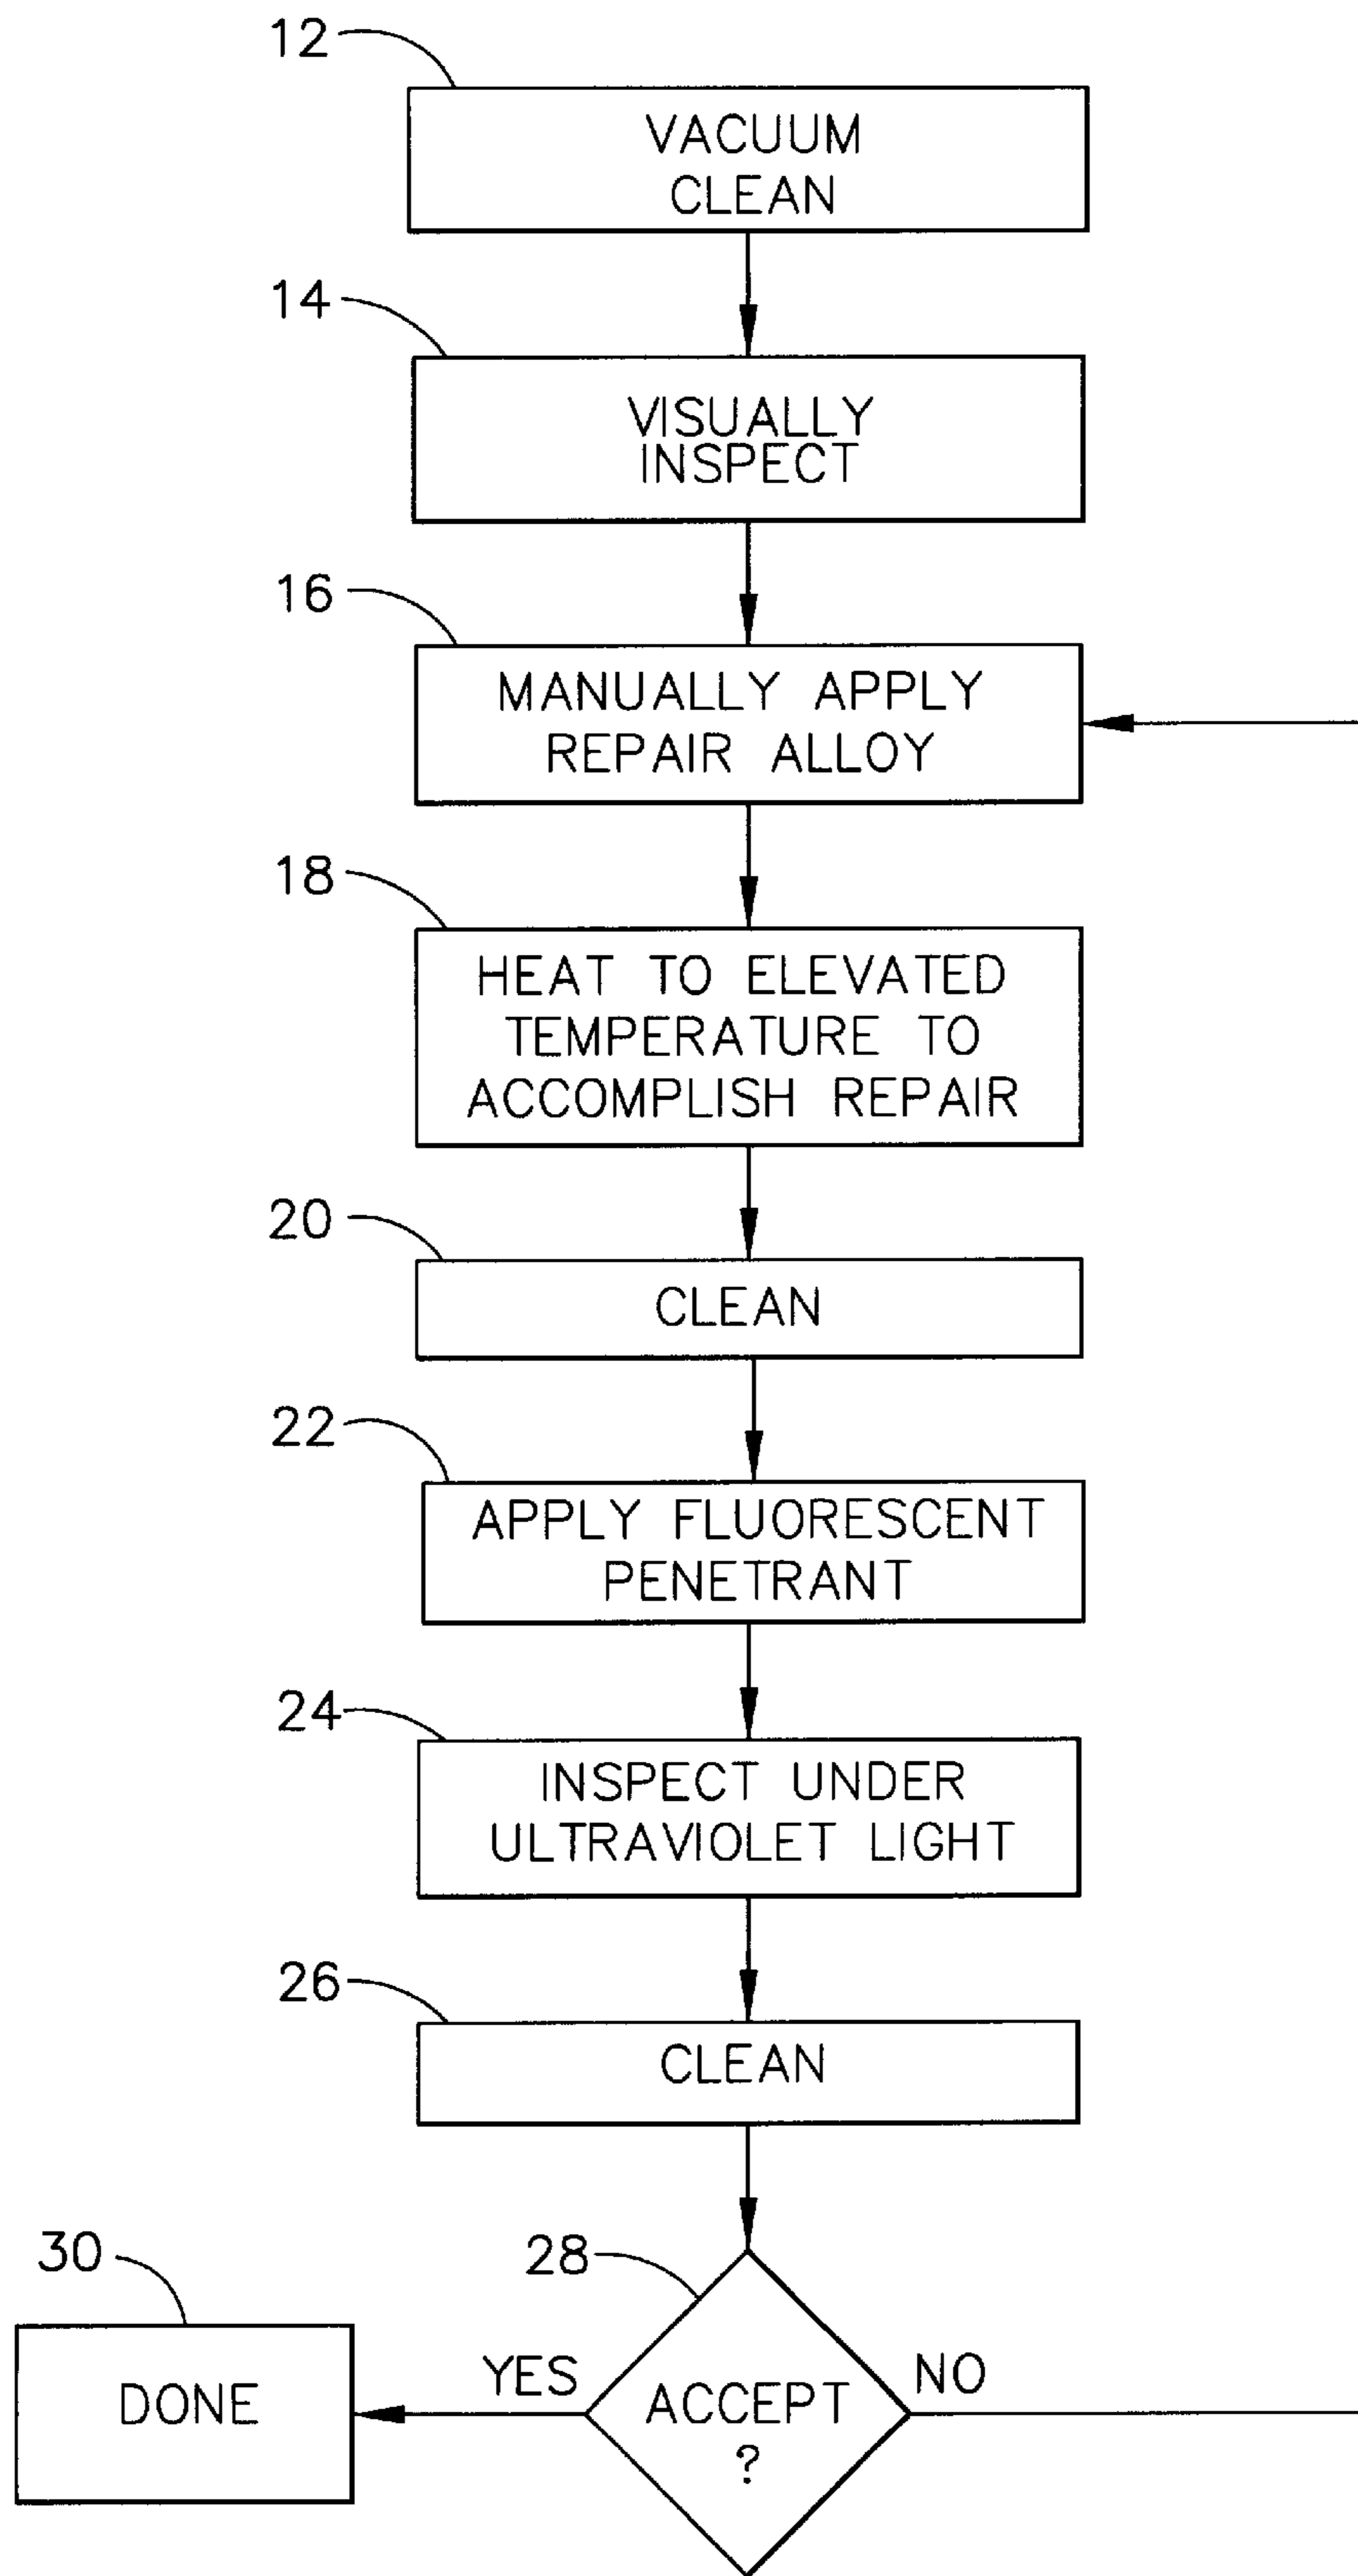 12
VACUUM
CLEAN
14
VISUALLY
INSPECT
16
MANUALLY APPLY
REPAIR ALLOY
18
HEAT TO ELEVATED
TEMPERATURE TO
ACCOMPLISH REPAIR
20
CLEAN
22
APPLY FLUORESCENT
PENETRANT
24
INSPECT UNDER
ULTRAVIOLET LIGHT
26
CLEAN
28
ACCEPT
?
YES
NO
30
DONE